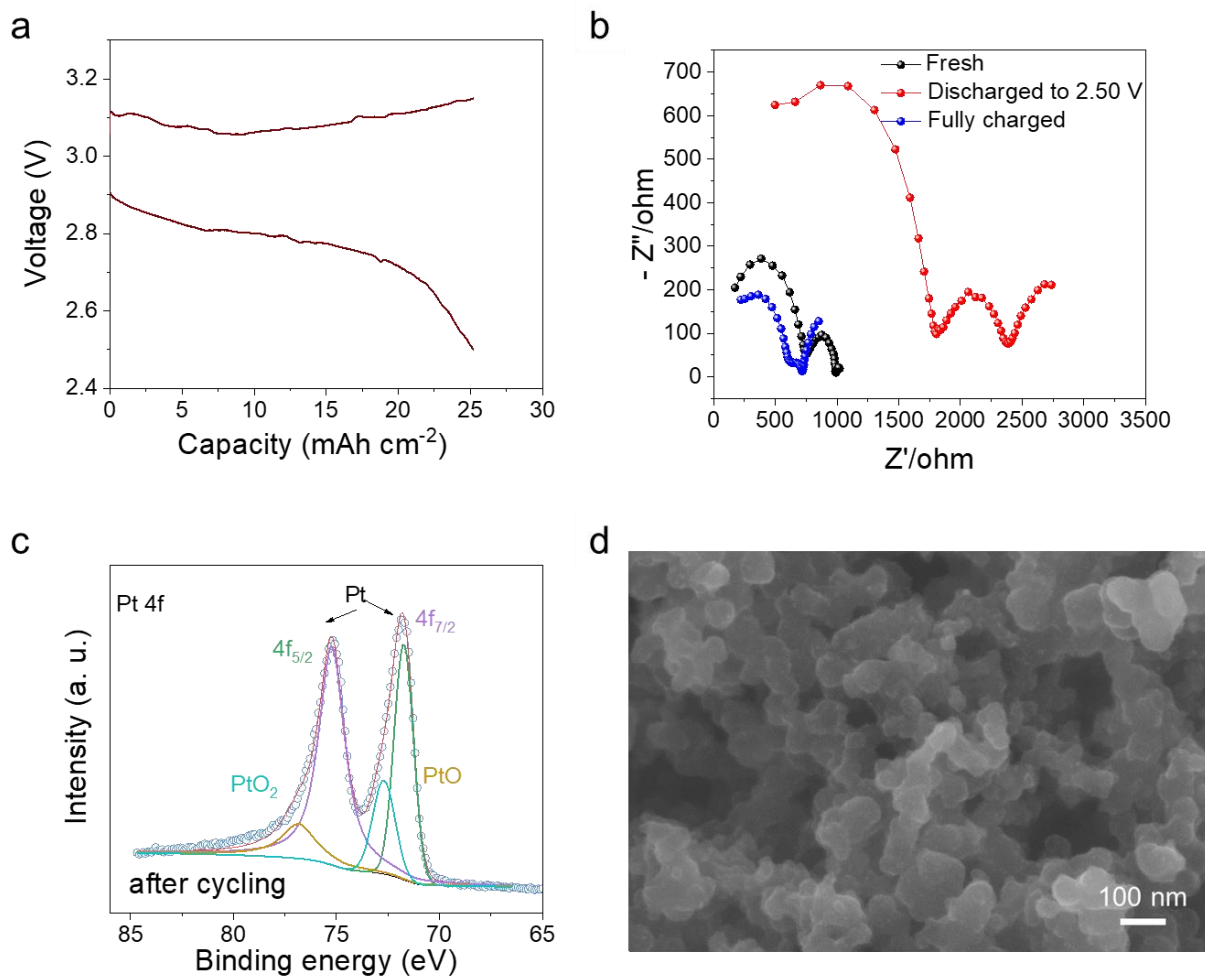 a
3.2
3.0
2.8
2.6
2.4
Voltage (V)
0 5 10 15 20 25 30
Capacity (mAh cm-2)
b
700
600
500
400
300
200
100
0
- Z"/ohm
Fresh
Discharged to 2.50 V
Fully charged
0 500 1000 1500 2000 2500 3000 3500
Z'/ohm
c
Pt 4f
Pt
4f7/2
4f5/2
PtO2
PtO
after cycling
Intensity (a. u.)
85 80 75 70 65
Binding energy (eV)
d
100 nm